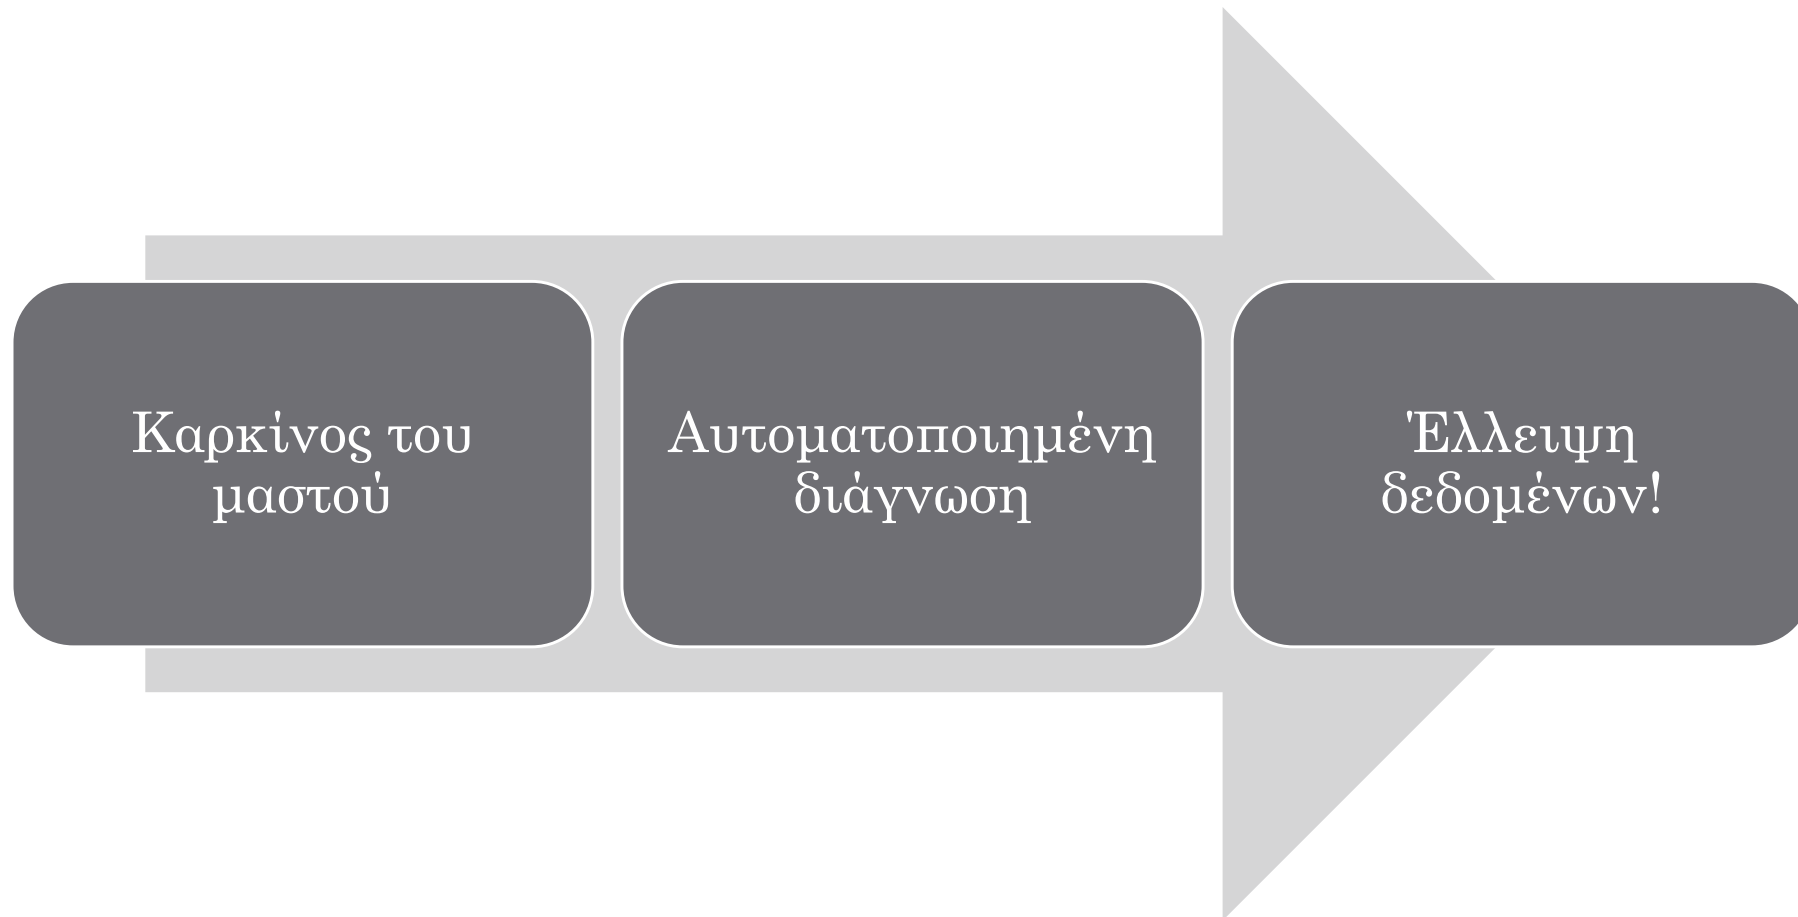 Καρκίνος του
μαστού
Αυτοματοποιημένη
διάγνωση
Έλλειψη
δεδομένων!